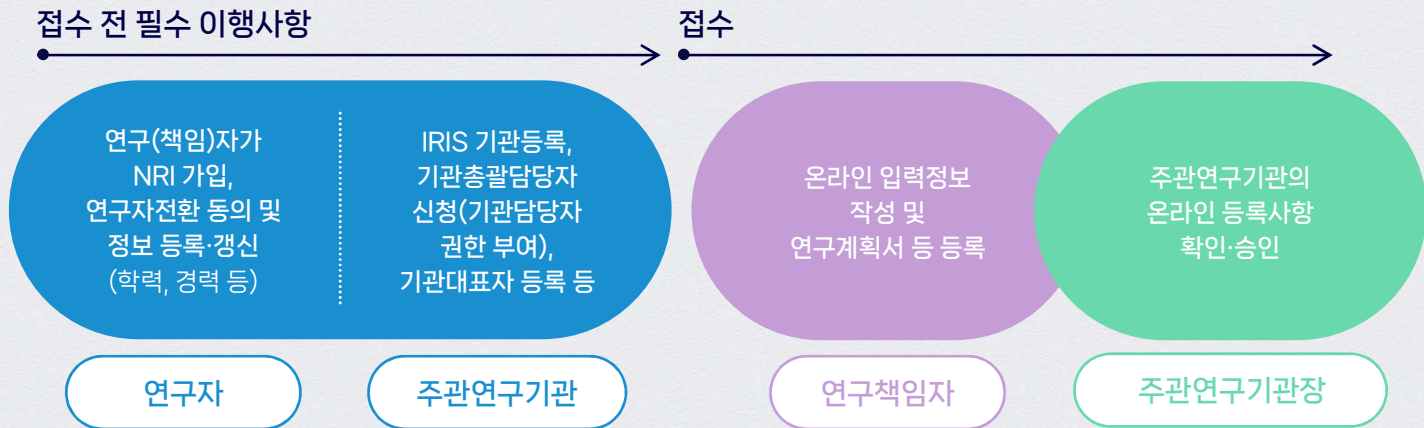 접수 전 필수 이행사항
접수
연구(책임)자가
NRI 가입,
연구자전환 동의 및
정보 등록·갱신
(학력, 경력 등)
IRIS 기관등록,
기관총괄담당자
신청(기관담당자
권한 부여),
기관대표자 등록 등
온라인 입력정보
작성 및
연구계획서 등 등록
주관연구기관의
온라인 등록사항
확인·승인
연구자
주관연구기관
연구책임자
주관연구기관장